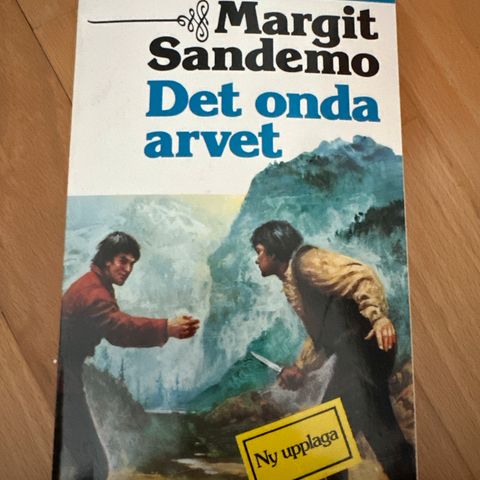 Margit
Sandemo
Det onda
arvet
Ny upplaga